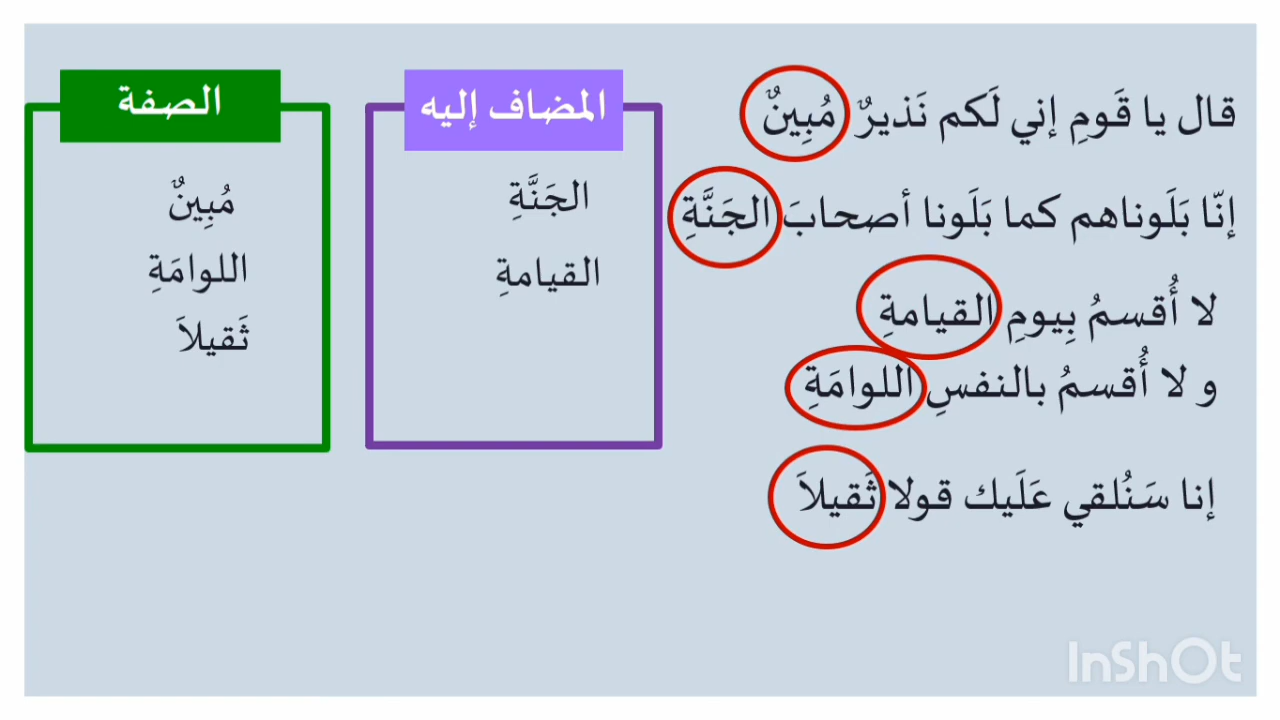 قال يا قَومِ إني لَكم نَذيرٌ مُبِينٌ
إنّا بَلَوناهم كما بَلَونا أصحابَ الجَنَّةِ
لا أُقسمُ بِيومِ القيامةِ
و لا أُقسمُ بالنفسِ اللوامَةِ
إنا سَنُلقي عَلَيك قولا ثَقيلاَ
المضاف إليه
الجَنَّةِ
القيامةِ
الصفة
مُبِينٌ
اللوامَةِ
ثَقيلاَ
InShOt